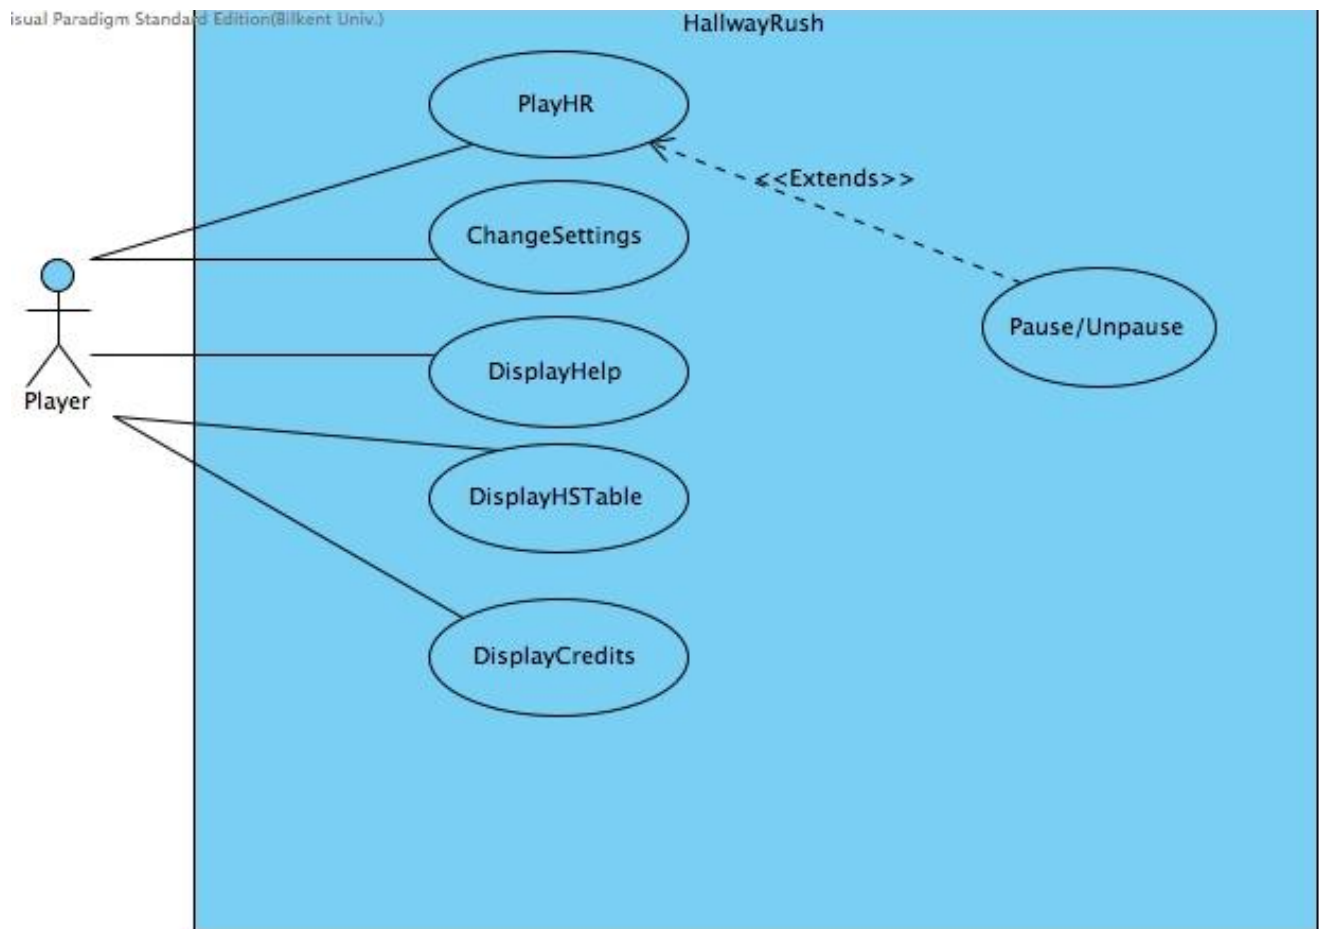 isual Paradigm Standard Edition(Bilkent Univ.)
HallwayRush
PlayHR
<<Extends>>
ChangeSettings
Pause/Unpause
DisplayHelp
Player
DisplayHSTable
DisplayCredits